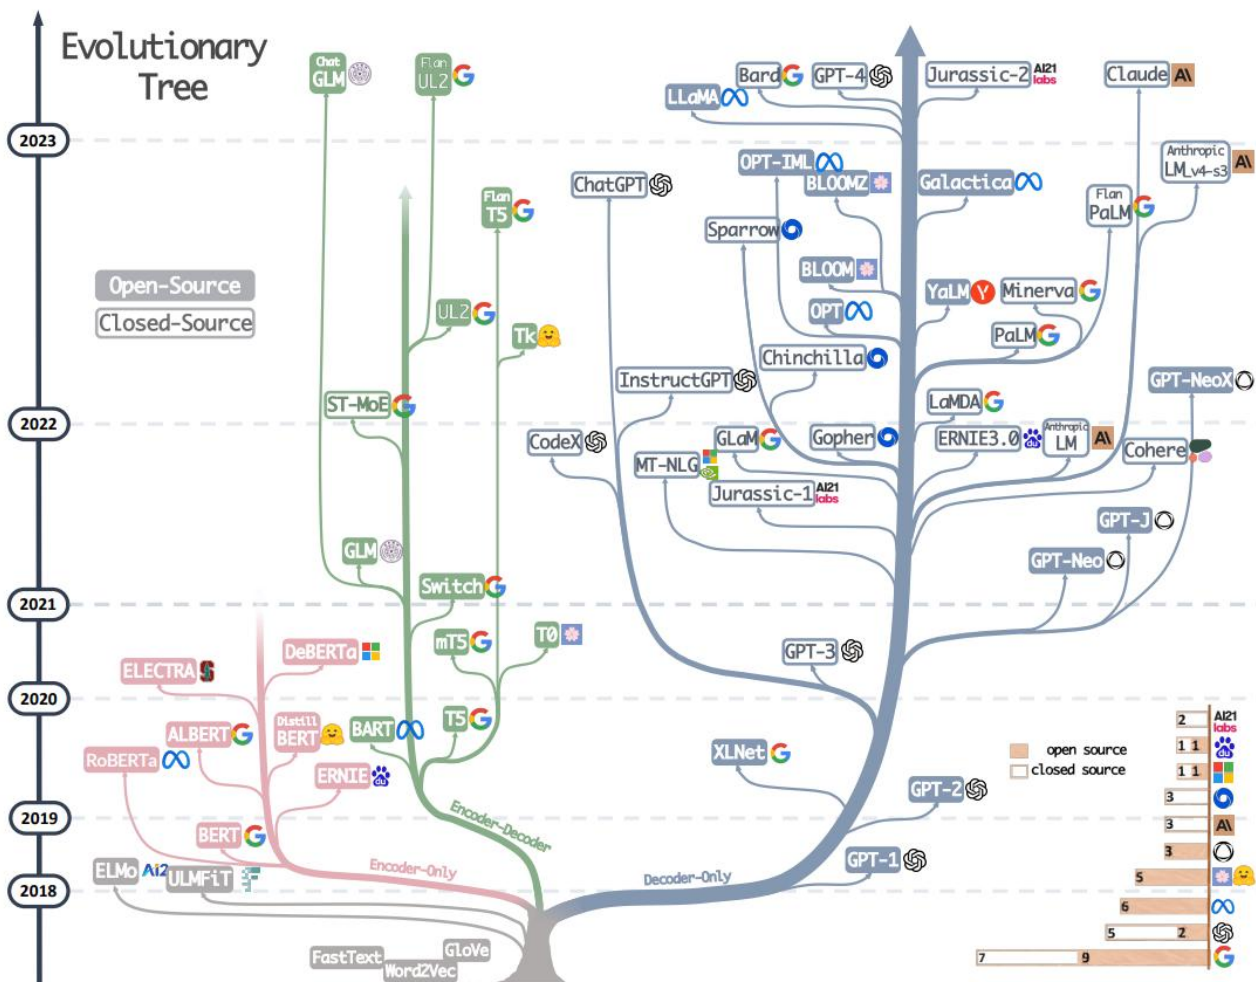 Evolutionary
Tree
Chat
GLM
Flan
UL2
Bard
GPT-4
Jurassic-2
AI21
labs
Claude
A\
LLaMA
2023
OPT-IML
BLOOMZ
Galactica
Anthropic
LM_v4-s3
A\
ChatGPT
Flan
T5
Flan
PaLM
Sparrow
BLOOM
Open-Source
Closed-Source
UL2
OPT
YaLM
Minerva
Tk
PaLM
Chinchilla
InstructGPT
GPT-NeoX
ST-MoE
LaMDA
2022
CodeX
GLaM
Gopher
ERNIE3.0
du
Anthropic
LM
A\
Cohere
MT-NLG
Jurassic-1
AI21
labs
GPT-J
GLM
GPT-Neo
Switch
2021
mT5
T0
GPT-3
DeBERTa
ELECTRA
2020
T5
BART
ALBERT
Distill
BERT
RoBERTa
ERNIE
du
XLNet
GPT-2
2019
Encoder-Decoder
BERT
GPT-1
ELMo
Ai2
ULMFiT
Encoder-Only
Decoder-Only
2018
FastText
Word2Vec
GloVe
open source
closed source
2 AI21
labs
1 1 du
1 1
3
3 A\
3
5
6
5 2
7 9